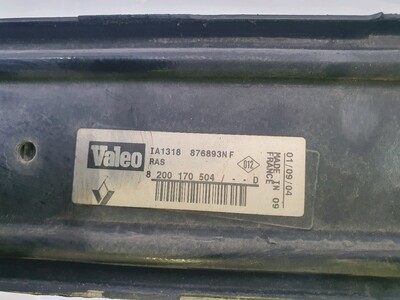 Valeo
IA1318 876893NF
RAS
8 200 170 504 / - - D
012
MADE IN 09
FRANCE
01/09/04